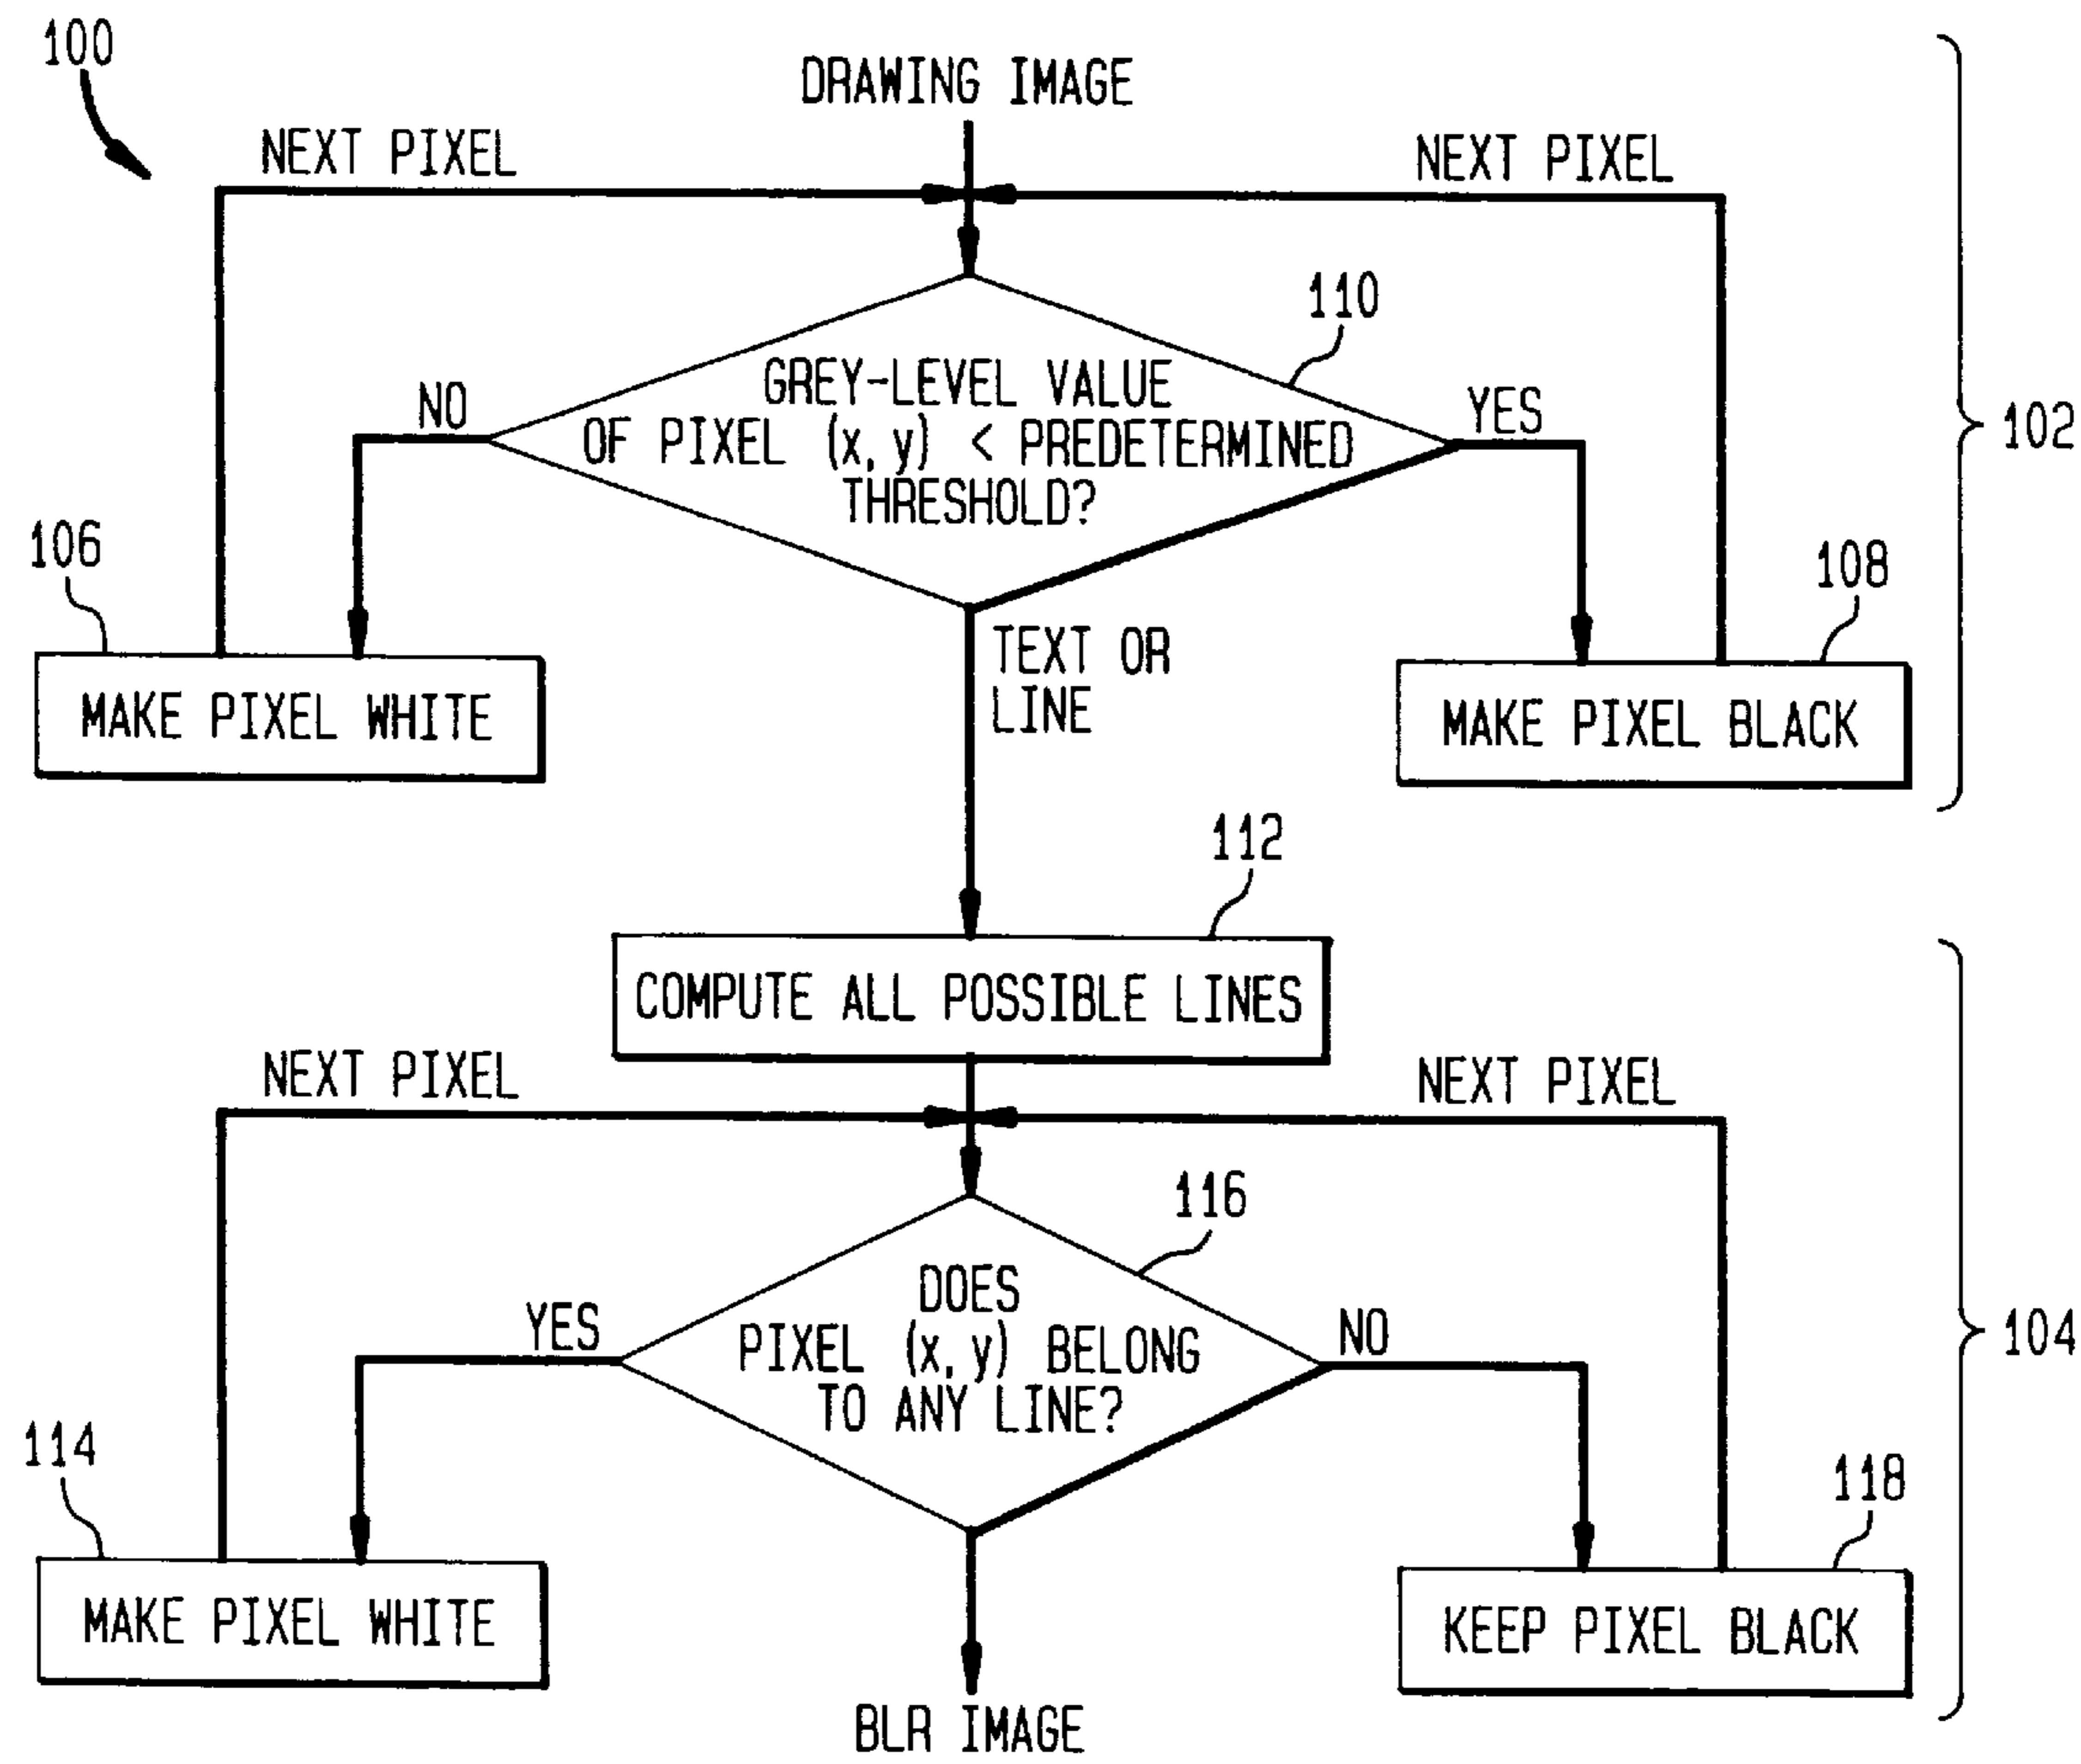 100
DRAWING IMAGE
NEXT PIXEL
NEXT PIXEL
110
GREY-LEVEL VALUE
OF PIXEL (x, y) < PREDETERMINED
THRESHOLD?
NO
YES
102
106
108
MAKE PIXEL WHITE
TEXT OR
LINE
MAKE PIXEL BLACK
112
COMPUTE ALL POSSIBLE LINES
NEXT PIXEL
NEXT PIXEL
116
DOES
PIXEL (x, y) BELONG
TO ANY LINE?
YES
NO
104
114
118
MAKE PIXEL WHITE
KEEP PIXEL BLACK
BLR IMAGE